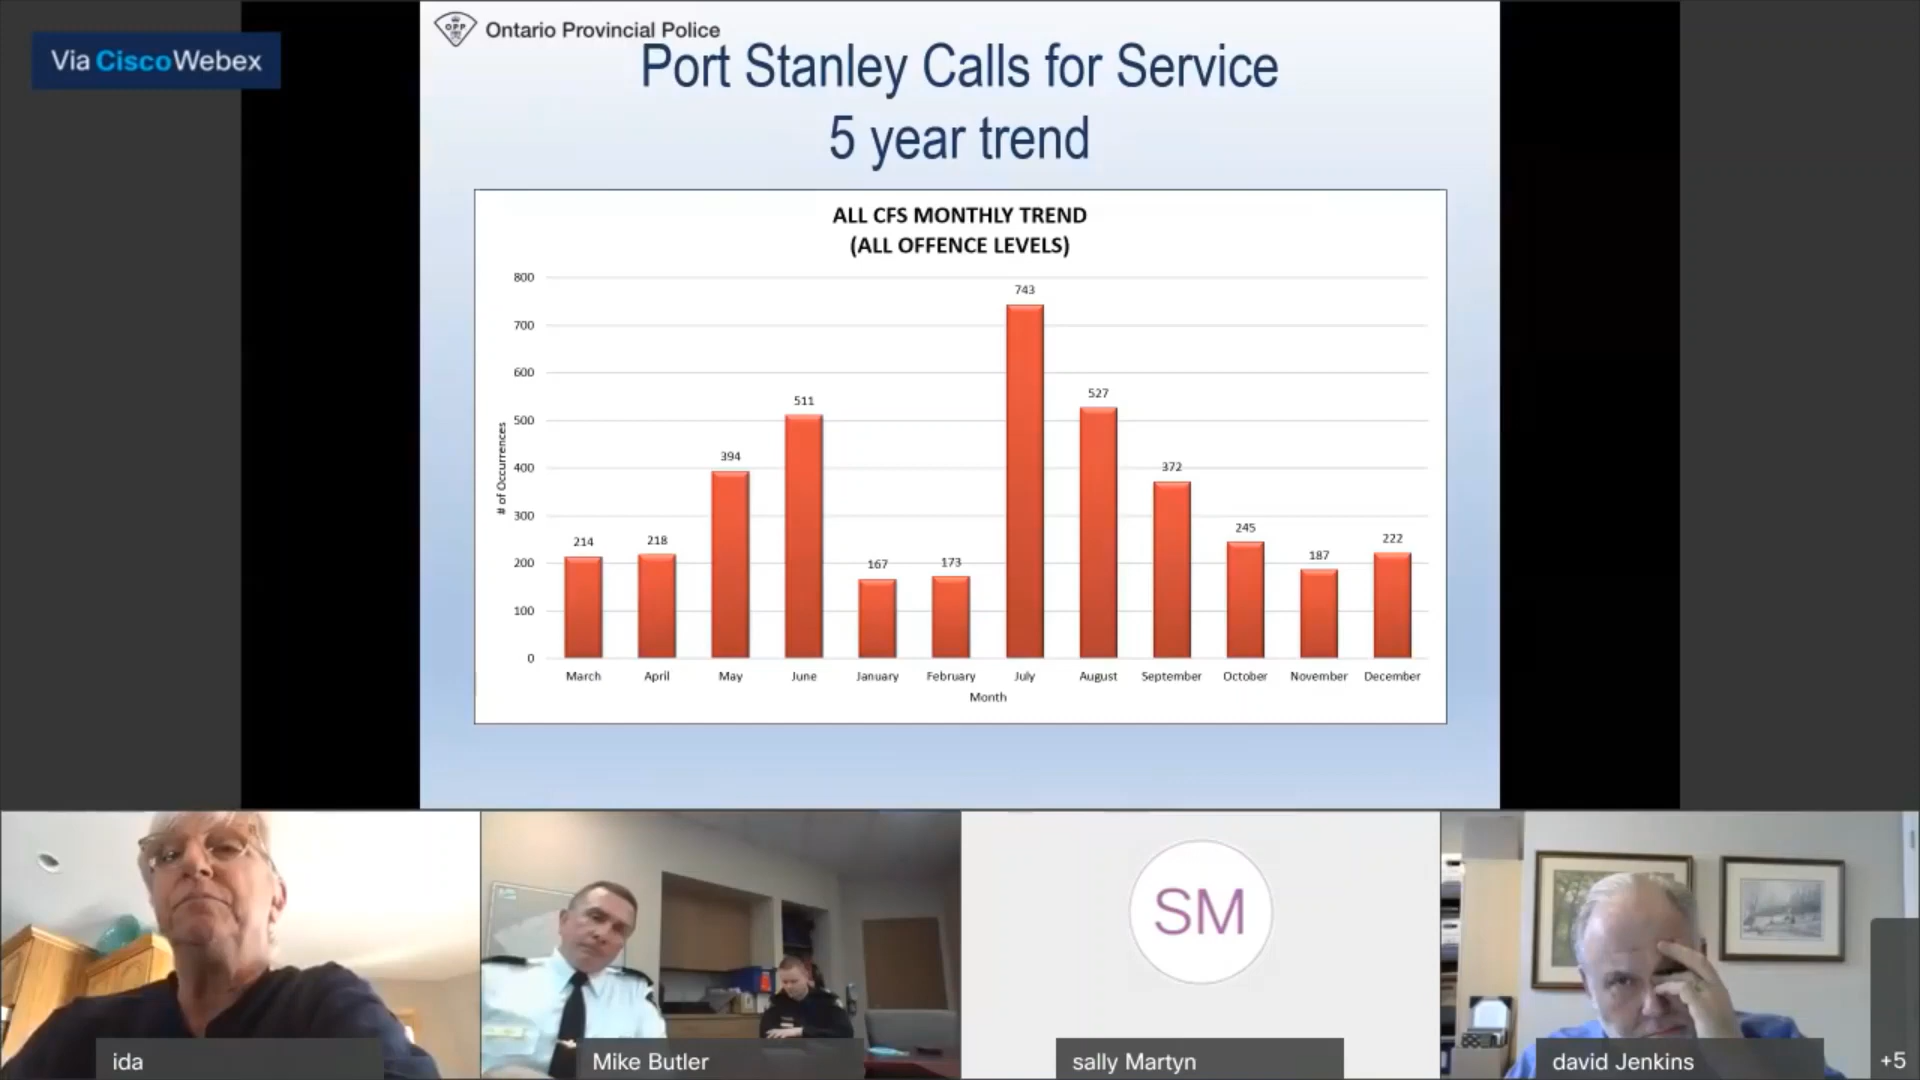 Via CiscoWebex
OPP
Ontario Provincial Police
Port Stanley Calls for Service
5 year trend
ALL CFS MONTHLY TREND
(ALL OFFENCE LEVELS)
800
700
600
500
400
300
200
100
0
# of Occurrences
214
218
394
511
167
173
743
527
372
245
187
222
March April May June January February July August September October November December
Month
SM
ida
Mike Butler
sally Martyn
david Jenkins
+5